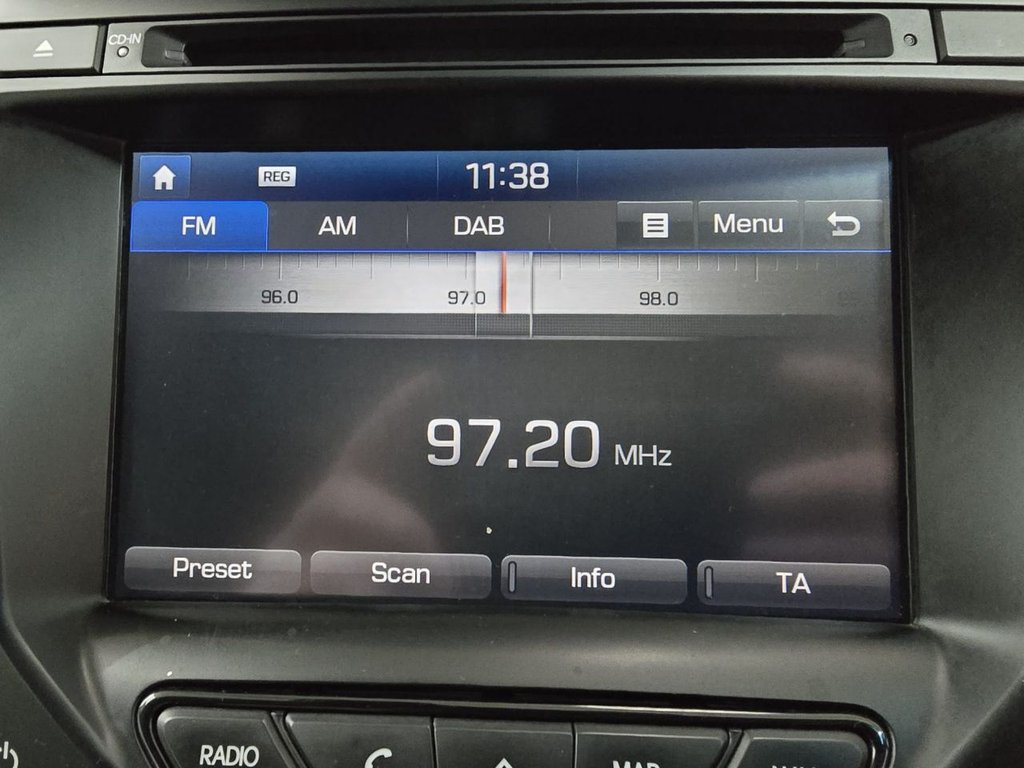 CD-IN
REG 11:38
FM AM DAB Menu
96.0 97.0 98.0
97.20 MHz
Preset Scan Info TA
RADIO